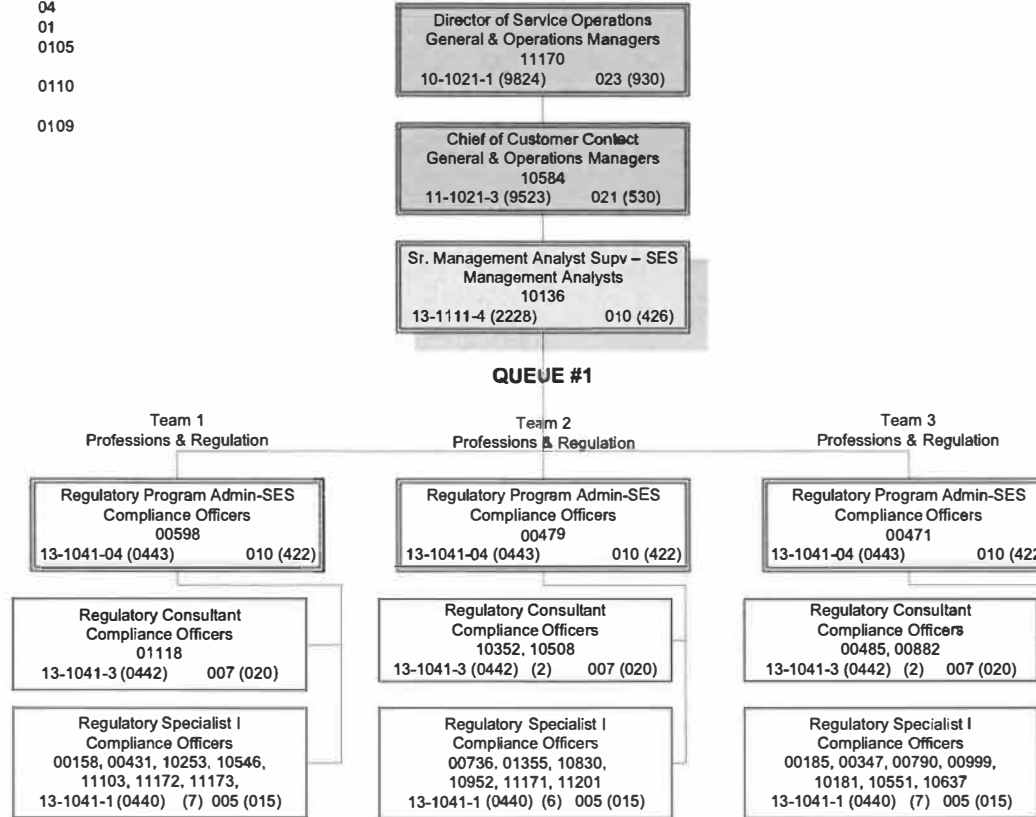 04
01
0105
0110
0109
Director of Service Operations
General & Operations Managers
11170
10-1021-1 (9824) 023 (930)
Chief of Customer Contact
General & Operations Managers
10584
11-1021-3 (9523) 021 (530)
Sr. Management Analyst Supv – SES
Management Analysts
10136
13-1111-4 (2228) 010 (426)
QUEUE #1
Team 1
Professions & Regulation
Team 2
Professions & Regulation
Team 3
Professions & Regulation
Regulatory Program Admin-SES
Compliance Officers
00598
13-1041-04 (0443) 010 (422)
Regulatory Program Admin-SES
Compliance Officers
00479
13-1041-04 (0443) 010 (422)
Regulatory Program Admin-SES
Compliance Officers
00471
13-1041-04 (0443) 010 (422
Regulatory Consultant
Compliance Officers
01118
13-1041-3 (0442) 007 (020)
Regulatory Consultant
Compliance Officers
10352, 10508
13-1041-3 (0442) (2) 007 (020)
Regulatory Consultant
Compliance Officers
00485, 00882
13-1041-3 (0442) (2) 007 (020)
Regulatory Specialist I
Compliance Officers
00158, 00431, 10253, 10546,
11103, 11172, 11173,
13-1041-1 (0440) (7) 005 (015)
Regulatory Specialist I
Compliance Officers
00736, 01355, 10830,
10952, 11171, 11201
13-1041-1 (0440) (6) 005 (015)
Regulatory Specialist I
Compliance Officers
00185, 00347, 00790, 00999,
10181, 10551, 10637
13-1041-1 (0440) (7) 005 (015)